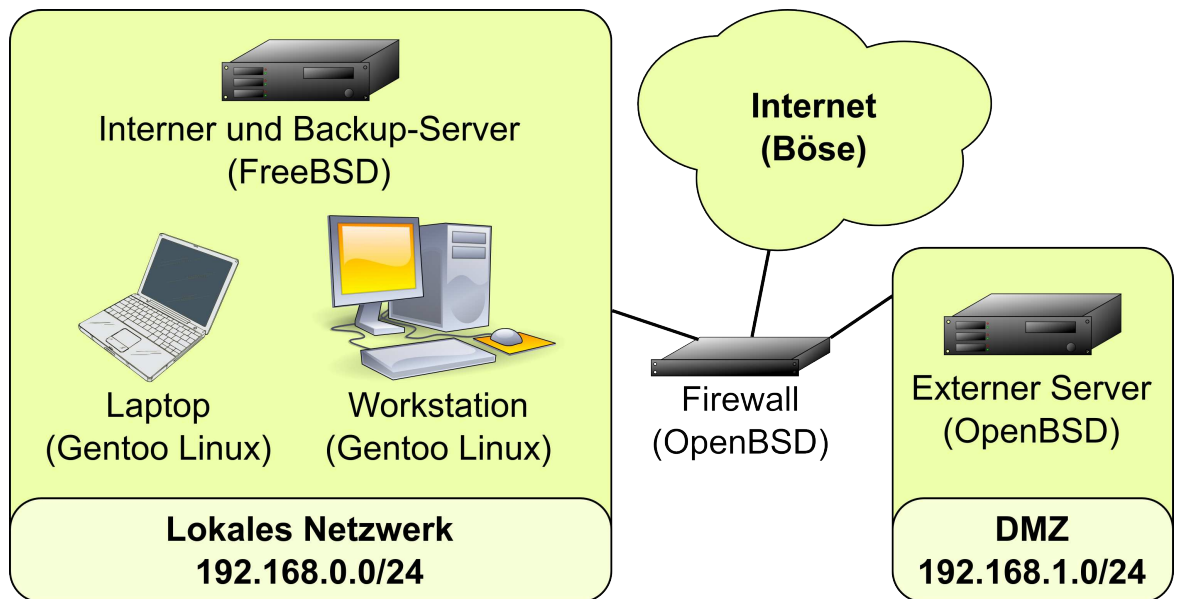 Interner und Backup-Server
(FreeBSD)
Laptop
(Gentoo Linux)
Workstation
(Gentoo Linux)
Lokales Netzwerk
192.168.0.0/24
Internet
(Böse)
Firewall
(OpenBSD)
Externer Server
(OpenBSD)
DMZ
192.168.1.0/24